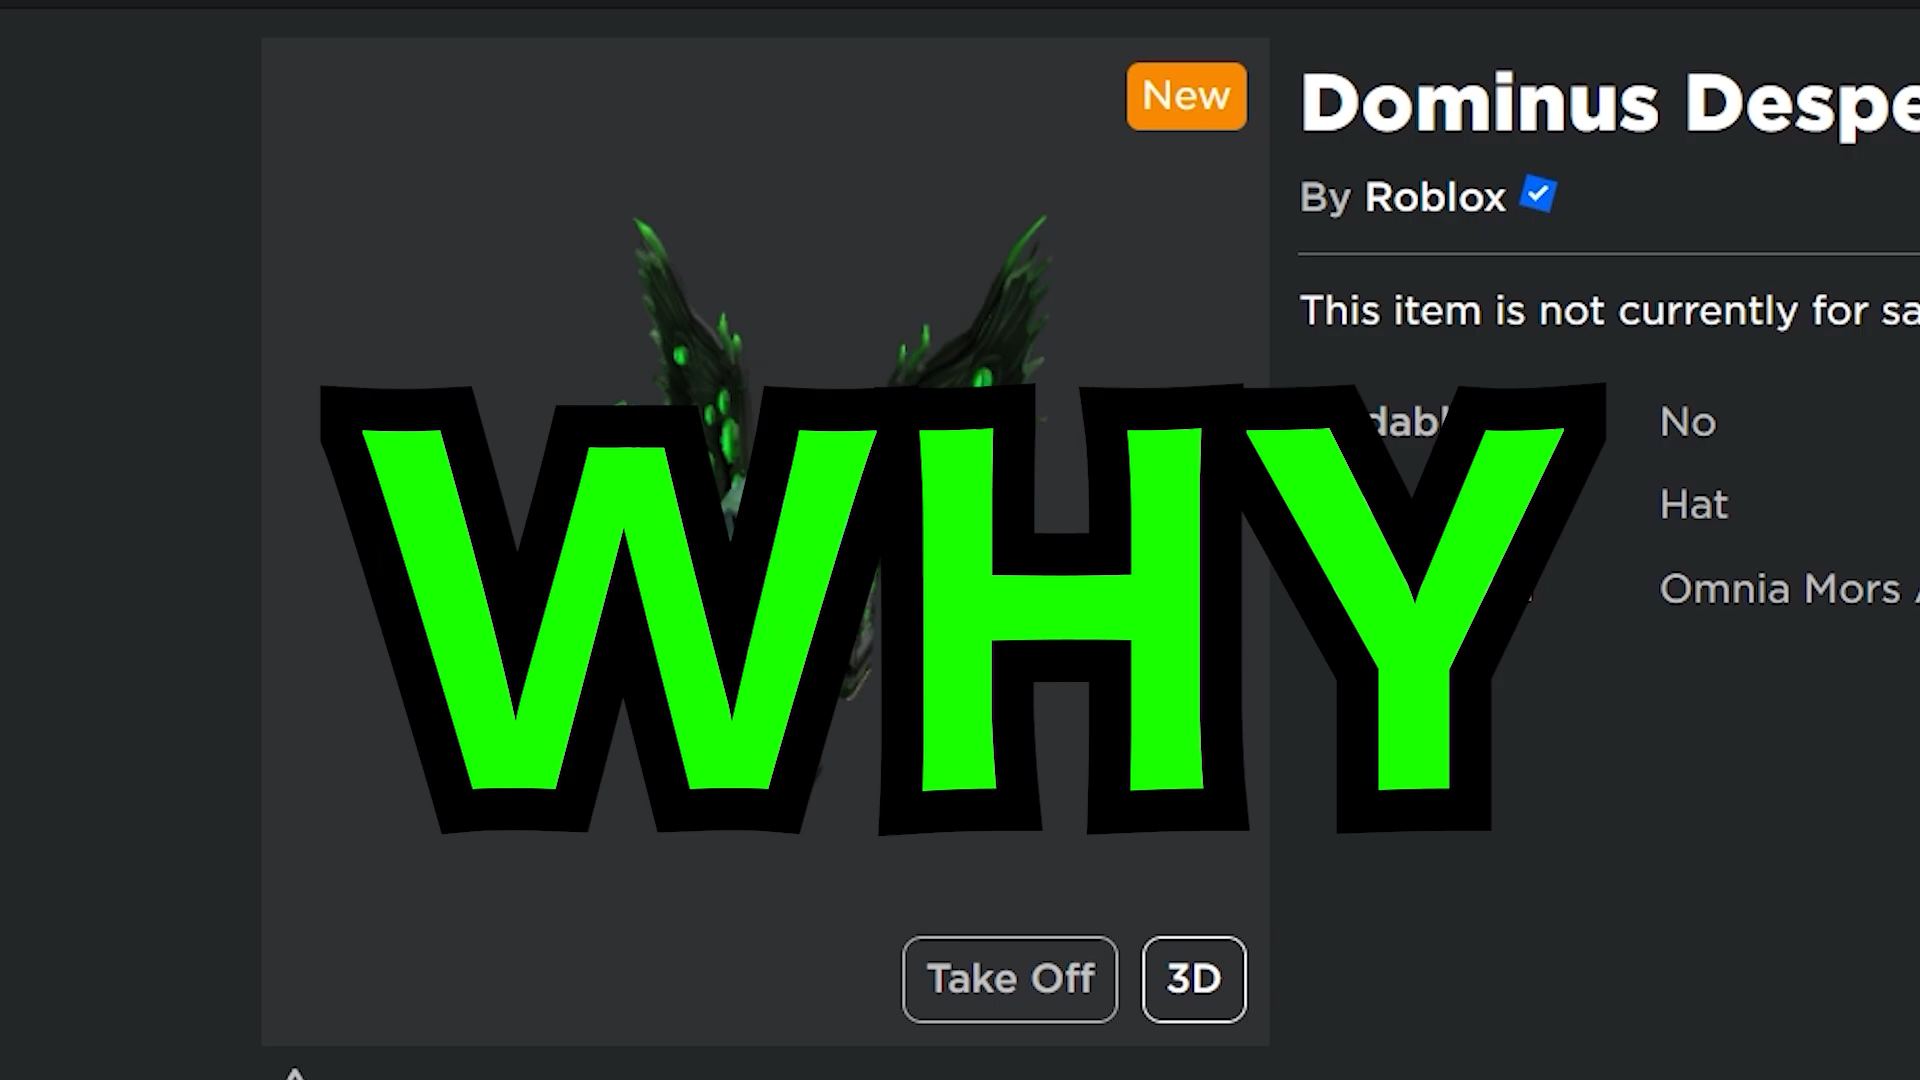 New
Dominus Despe
By Roblox
This item is not currently for sa
dabl No
Hat
Omnia Mors
WHY
Take Off
3D